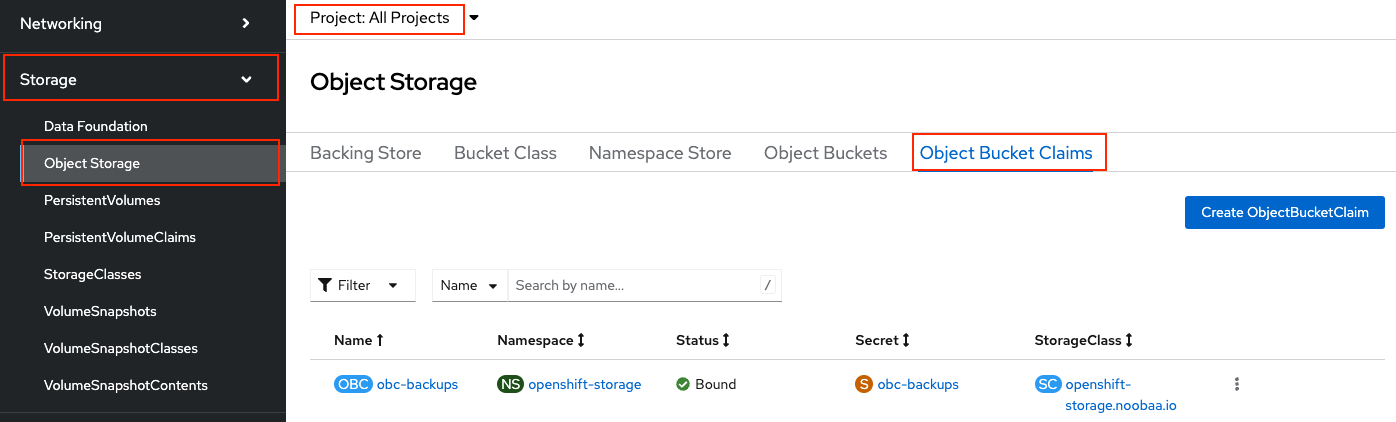 Networking
Storage
Data Foundation
Object Storage
PersistentVolumes
PersistentVolumeClaims
StorageClasses
VolumeSnapshots
VolumeSnapshotClasses
VolumeSnapshotContents
Project: All Projects
Object Storage
Backing Store Bucket Class Namespace Store Object Buckets Object Bucket Claims
Create ObjectBucketClaim
Filter Name Search by name... /
Name Namespace Status Secret StorageClass
OBC obc-backups NS openshift-storage Bound S obc-backups SC openshift-
storage.noobaa.io